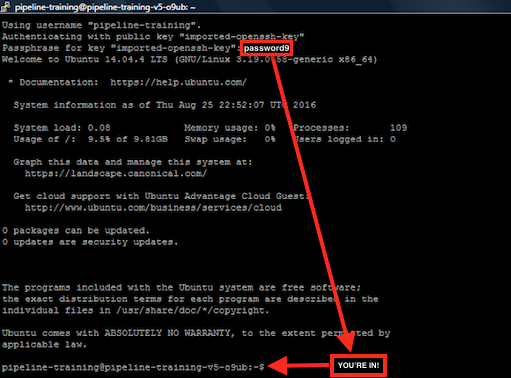 pipeline-training@pipeline-training-v5-o9ub: ~
Using username "pipeline-training".
Authenticating with public key "imported-openssh-key"
Passphrase for key "imported-openssh-key": password9
Welcome to Ubuntu 14.04.4 LTS (GNU/Linux 3.19.0-58-generic x86_64)
* Documentation: https://help.ubuntu.com/
System information as of Thu Aug 25 22:52:07 UTC 2016
System load: 0.08 Memory usage: 0% Processes: 109
Usage of /: 9.5% of 9.81GB Swap usage: 0% Users logged in: 0
Graph this data and manage this system at:
https://landscape.canonical.com/
Get cloud support with Ubuntu Advantage Cloud Guest:
http://www.ubuntu.com/business/services/cloud
0 packages can be updated.
0 updates are security updates.
The programs included with the Ubuntu system are free software;
the exact distribution terms for each program are described in the
individual files in /usr/share/doc/*/copyright.
Ubuntu comes with ABSOLUTELY NO WARRANTY, to the extent permitted by
applicable law.
pipeline-training@pipeline-training-v5-o9ub:~$ YOU'RE IN!